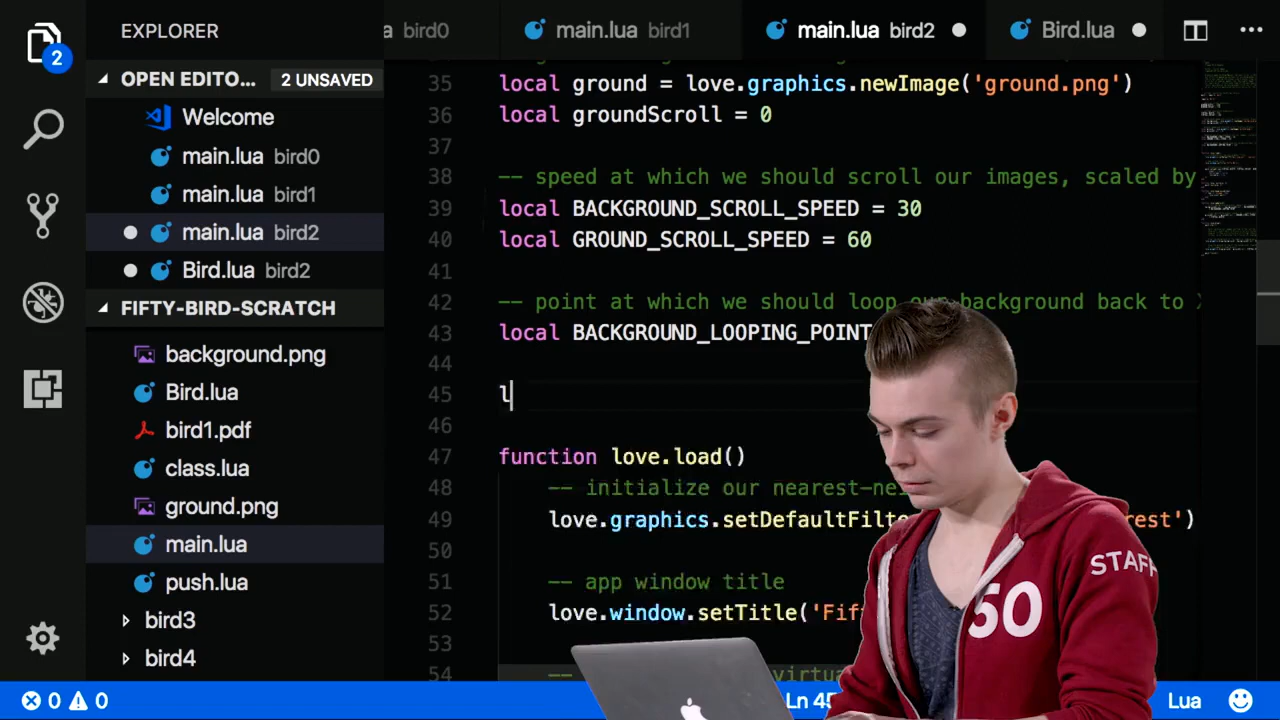 EXPLORER
bird0
main.lua bird1
main.lua bird2
Bird.lua
2
OPEN EDITO... 2 UNSAVED
Welcome
main.lua bird0
main.lua bird1
main.lua bird2
Bird.lua bird2
FIFTY-BIRD-SCRATCH
background.png
Bird.lua
bird1.pdf
class.lua
ground.png
main.lua
push.lua
bird3
bird4
35 local ground = love.graphics.newImage('ground.png')
36 local groundScroll = 0
37
38 -- speed at which we should scroll our images, scaled by
39 local BACKGROUND_SCROLL_SPEED = 30
40 local GROUND_SCROLL_SPEED = 60
41
42 -- point at which we should loop our background back to
43 local BACKGROUND_LOOPING_POINT
44
45 l
46
47 function love.load()
48 -- initialize our nearest-nei
49 love.graphics.setDefaultFilte rest')
50
51 -- app window title
52 love.window.setTitle('Fif
53
54 -- virtua
STAFF
50
0 0
Ln 45
Lua